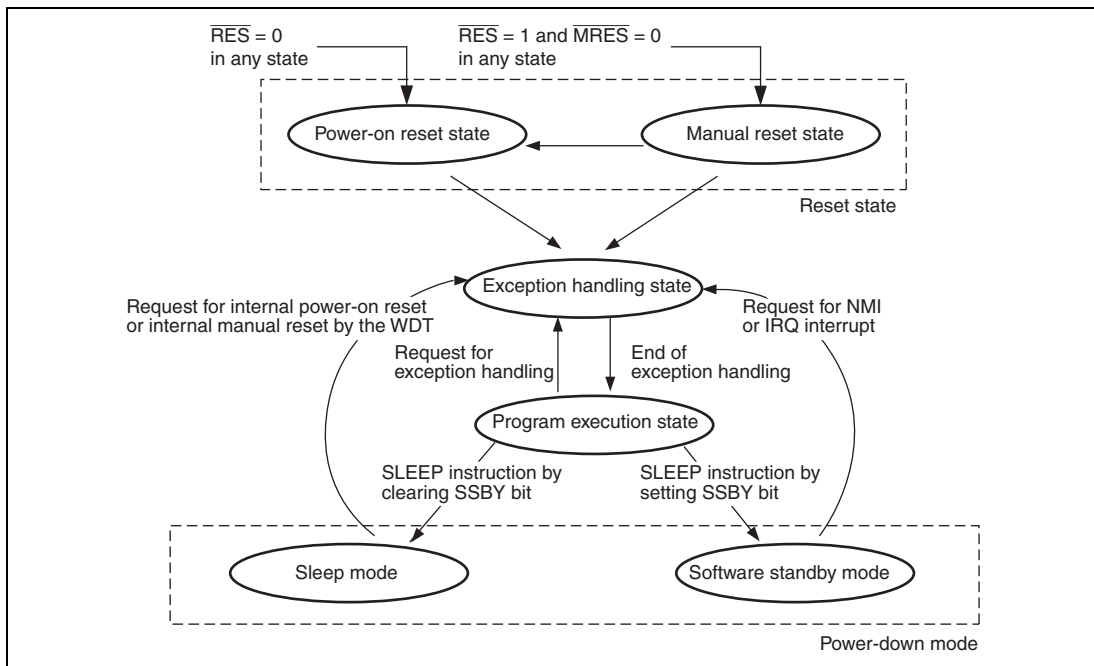 R̅E̅S̅ = 0
in any state
R̅E̅S̅ = 1 and M̅R̅E̅S̅ = 0
in any state
Power-on reset state
Manual reset state
Reset state
Exception handling state
Request for internal power-on reset
or internal manual reset by the WDT
Request for NMI
or IRQ interrupt
Request for
exception handling
End of
exception handling
Program execution state
SLEEP instruction by
clearing SSBY bit
SLEEP instruction by
setting SSBY bit
Sleep mode
Software standby mode
Power-down mode